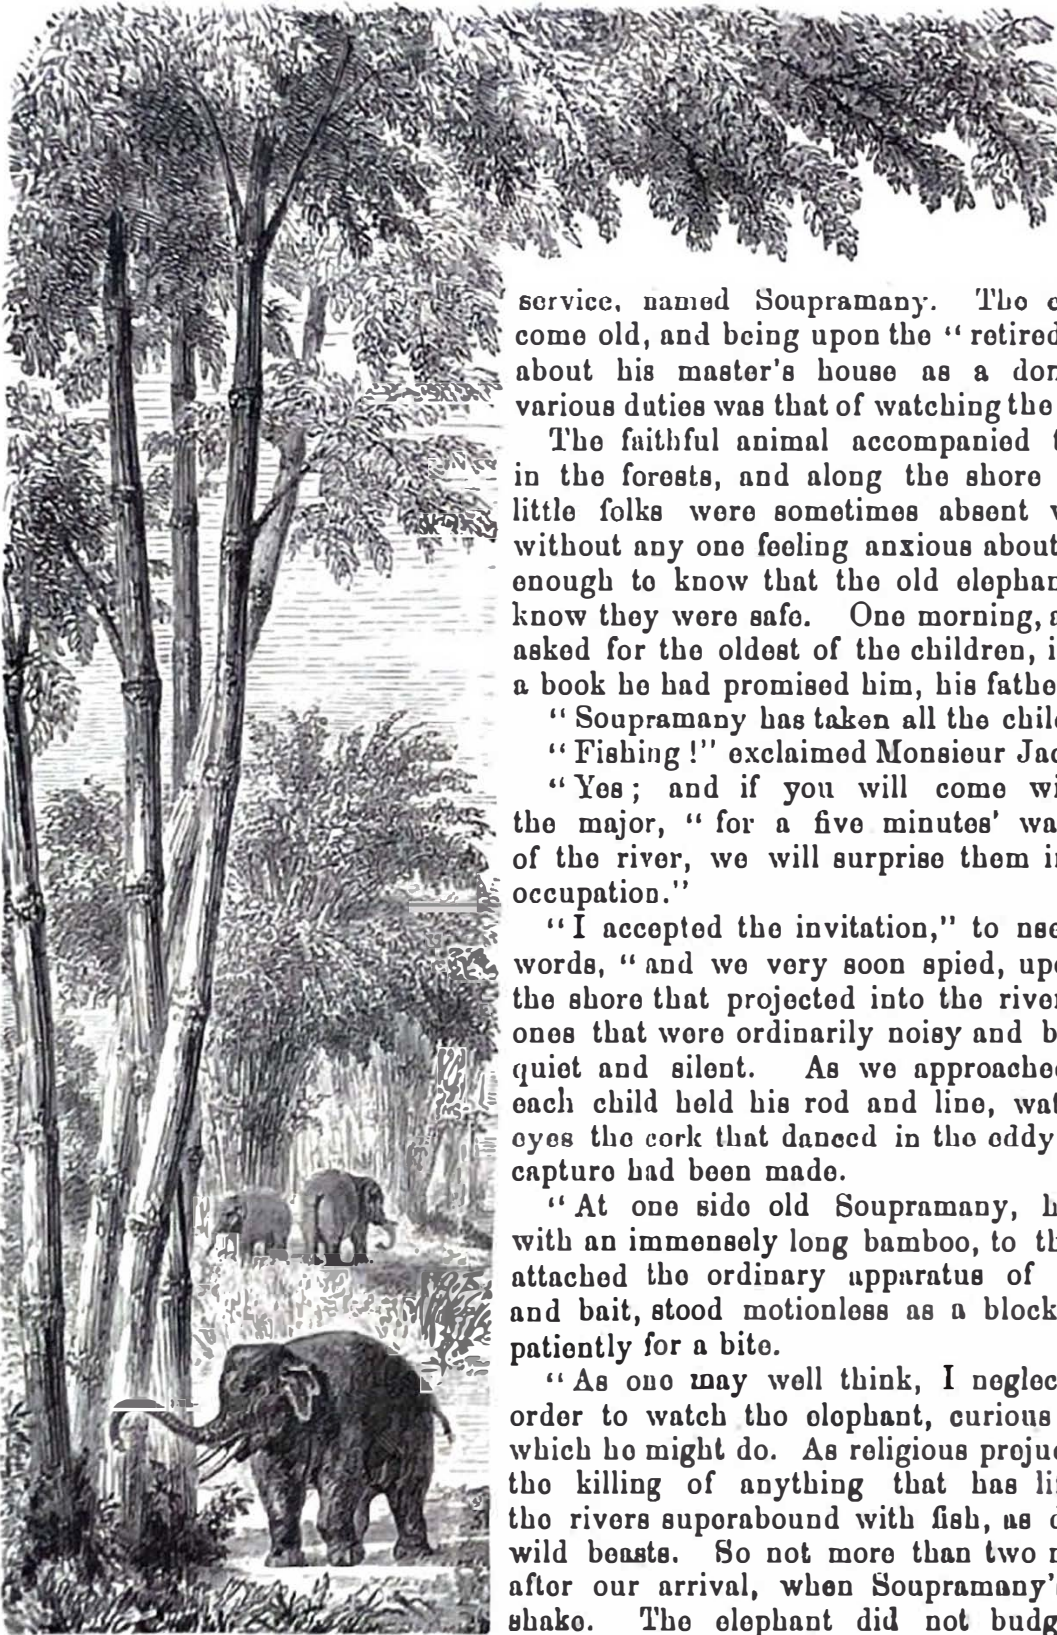 service, named Soupramany. The
come old, and being upon the “ retired
about his master's house as a
various duties was that of watching the
The faithful animal accompanied
in the forests, and along the shore
little folks were sometimes absent
without any one feeling anxious about
enough to know that the old
know they were safe. One morning,
asked for the oldest of the children,
a book he had promised him, his
“ Soupramany has taken all the
“ Fishing !” exclaimed Monsieur
“ Yes ; and if you will come
the major, “ for a five minutes'
of the river, we will surprise them
occupation.”
“ I accepted the invitation,” to
words, “ and we very soon spied,
the shore that projected into the
ones that were ordinarily noisy and
quiet and silent. As we
each child held his rod and line,
eyes the cork that danced in the eddy
capture had been made.
“ At one side old Soupramany,
with an immensely long bamboo, to
attached the ordinary apparatus of
and bait, stood motionless as a block
patiently for a bite.
“ As one may well think, I
order to watch the elephant, curious
which he might do. As religious
the killing of anything that has
the rivers superabound with fish, as
wild beasts. So not more than two
after our arrival, when Soupramany's
shake. The elephant did not